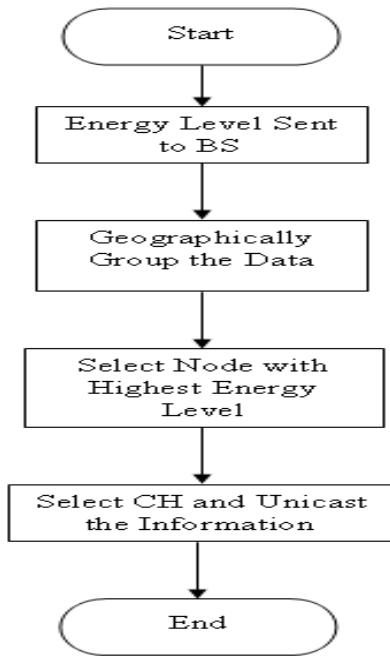 Start
Energy Level Sent
to BS
Geographically
Group the Data
Select Node with
Highest Energy
Level
Select CH and Unicast
the Information
End